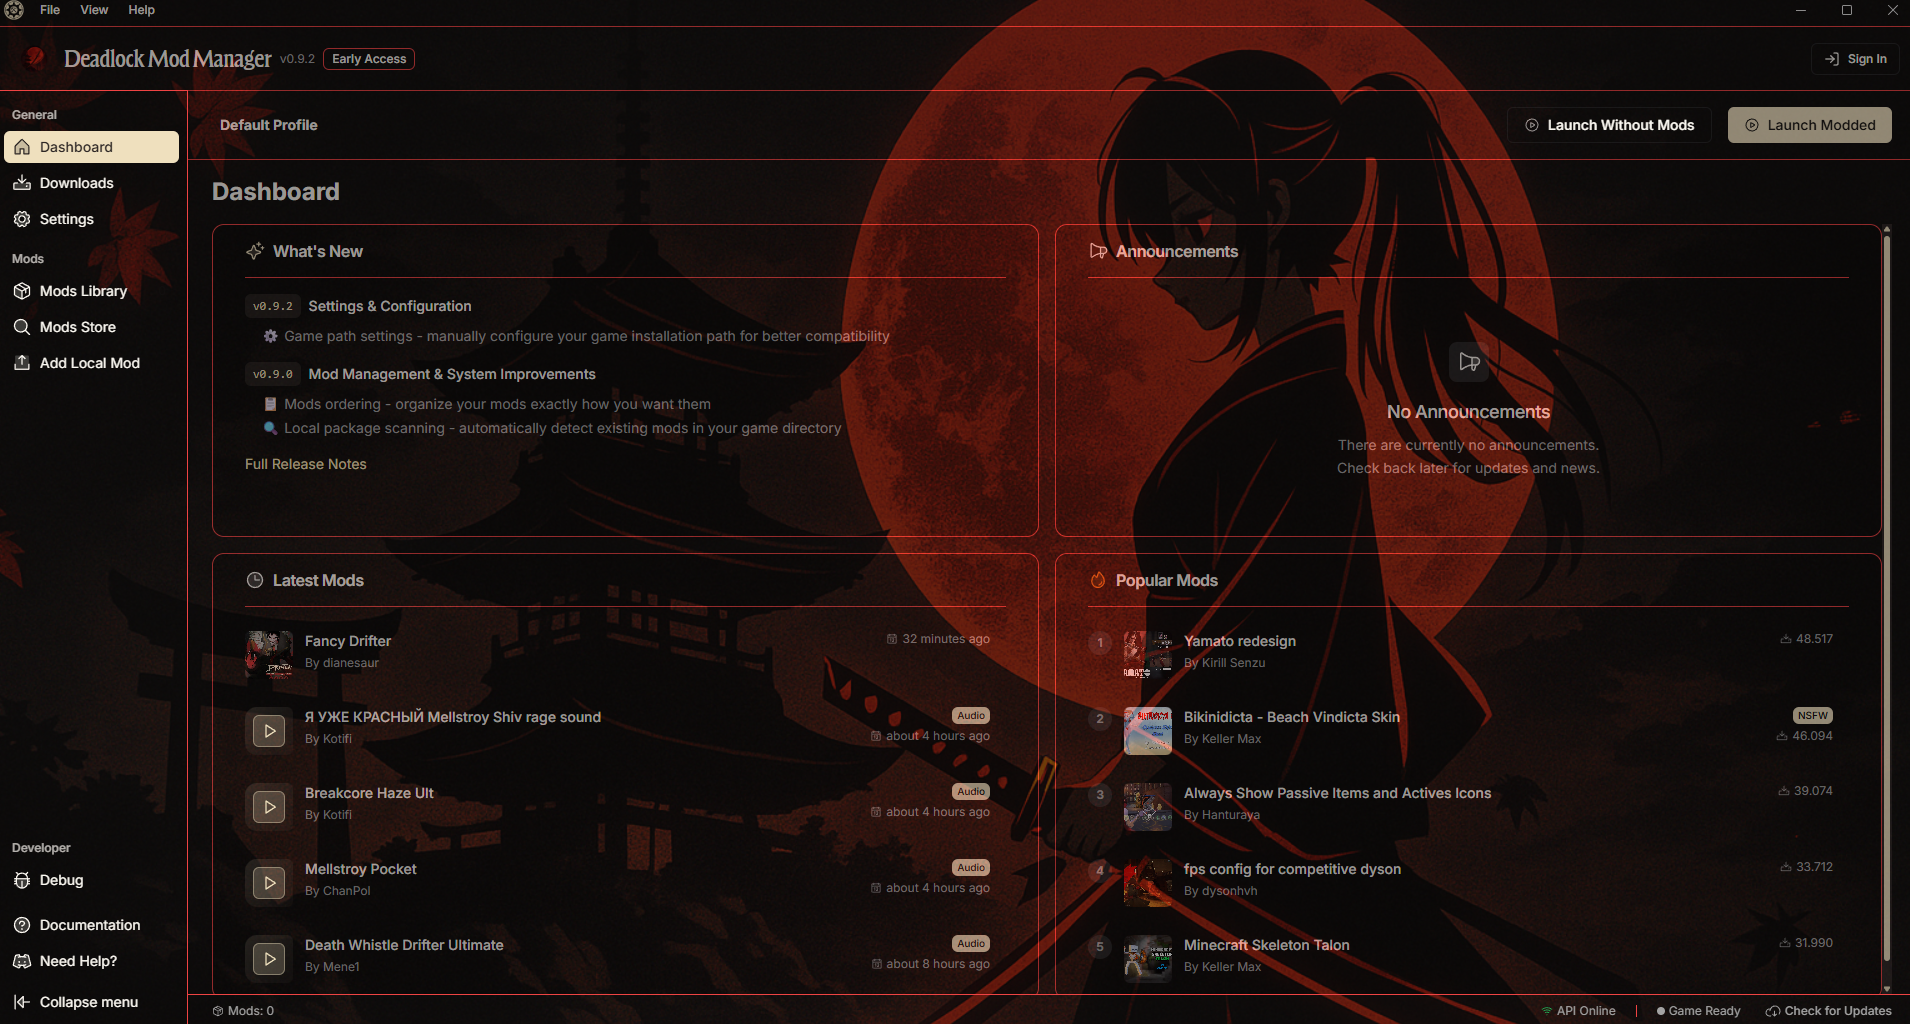 File View Help
Deadlock Mod Manager v0.9.2 Early Access
Sign In
General
Dashboard
Downloads
Settings
Mods
Mods Library
Mods Store
Add Local Mod
Developer
Debug
Documentation
Need Help?
Collapse menu
Default Profile
Launch Without Mods
Launch Modded
Dashboard
What's New
v0.9.2 Settings & Configuration
Game path settings - manually configure your game installation path for better compatibility
v0.9.0 Mod Management & System Improvements
Mods ordering - organize your mods exactly how you want them
Local package scanning - automatically detect existing mods in your game directory
Full Release Notes
Announcements
No Announcements
There are currently no announcements.
Check back later for updates and news.
Latest Mods
Fancy Drifter
32 minutes ago
By dianesaur
Я УЖЕ КРАСНЫЙ Mellstroy Shiv rage sound
Audio
By Kotifi
about 4 hours ago
Breakcore Haze Ult
Audio
By Kotifi
about 4 hours ago
Mellstroy Pocket
Audio
By ChanPol
about 4 hours ago
Death Whistle Drifter Ultimate
Audio
By Mene1
about 8 hours ago
Popular Mods
1 Yamato redesign
48.517
By Kirill Senzu
2 Bikinidicta - Beach Vindicta Skin
NSFW
By Keller Max
46.094
3 Always Show Passive Items and Actives Icons
39.074
By Hanturaya
4 fps config for competitive dyson
33.712
By dysonhvh
5 Minecraft Skeleton Talon
31.990
By Keller Max
Mods: 0
API Online
Game Ready
Check for Updates